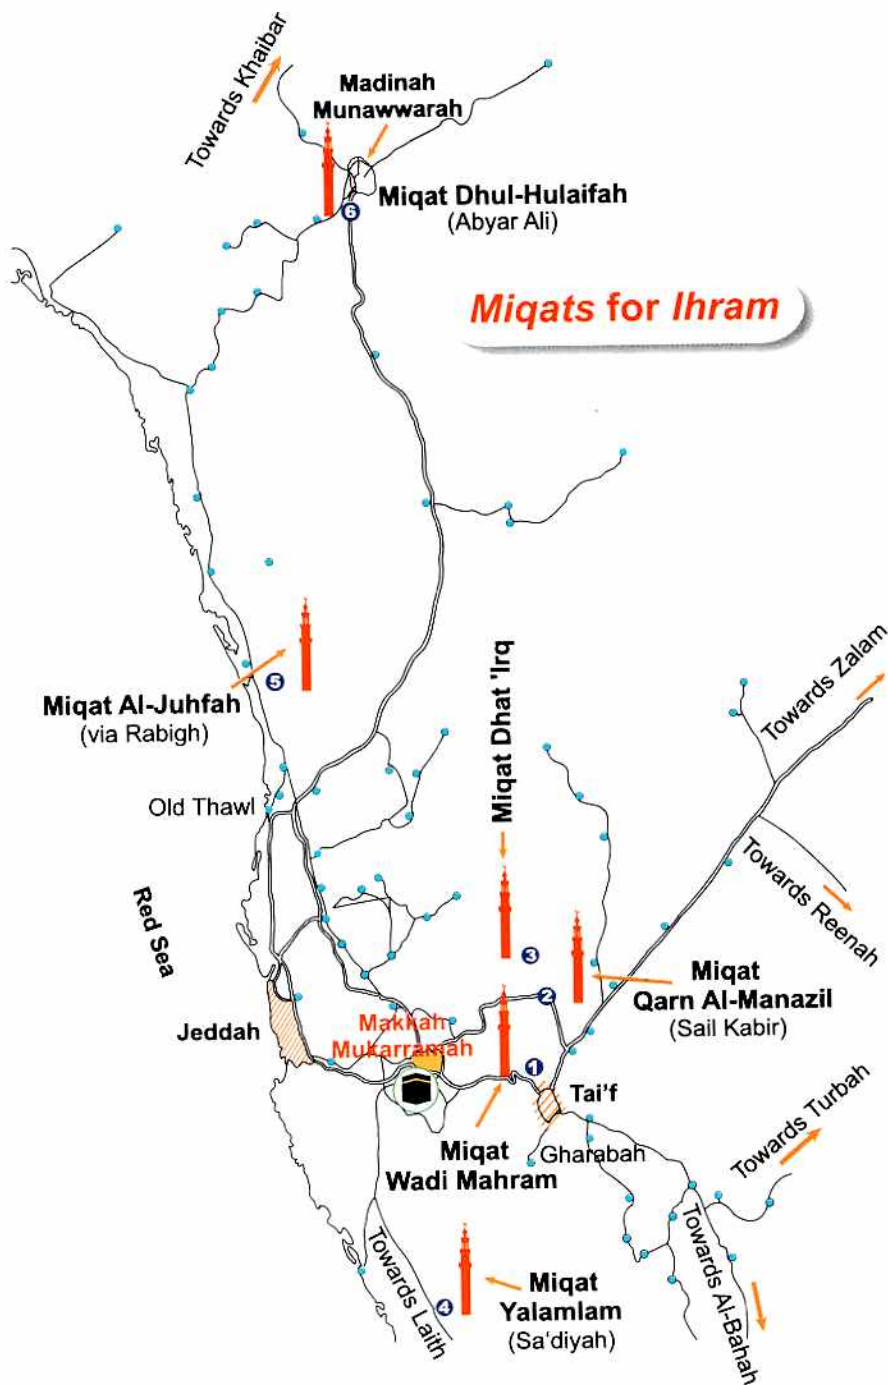 Towards Khaibar
Madinah
Munawwarah
6
Miqat Dhul-Hulaifah
(Abyar Ali)
Miqats for Ihram
5
Miqat Al-Juhfah
(via Rabigh)
Miqat Dhat 'Irq
Towards Zalam
Old Thawl
Towards Reenah
Red Sea
3
2
Miqat
Qarn Al-Manazil
(Sail Kabir)
Jeddah
Makkah
Mukarramah
1
Tai'f
Miqat
Wadi Mahram
Gharabah
Towards Turbah
Towards Laith
4
Miqat
Yalamlam
(Sa'diyah)
Towards Al-Bahah